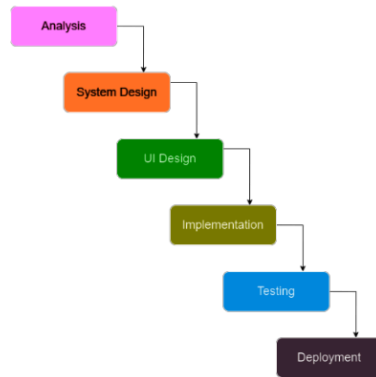 Analysis
System Design
UI Design
Implementation
Testing
Deployment